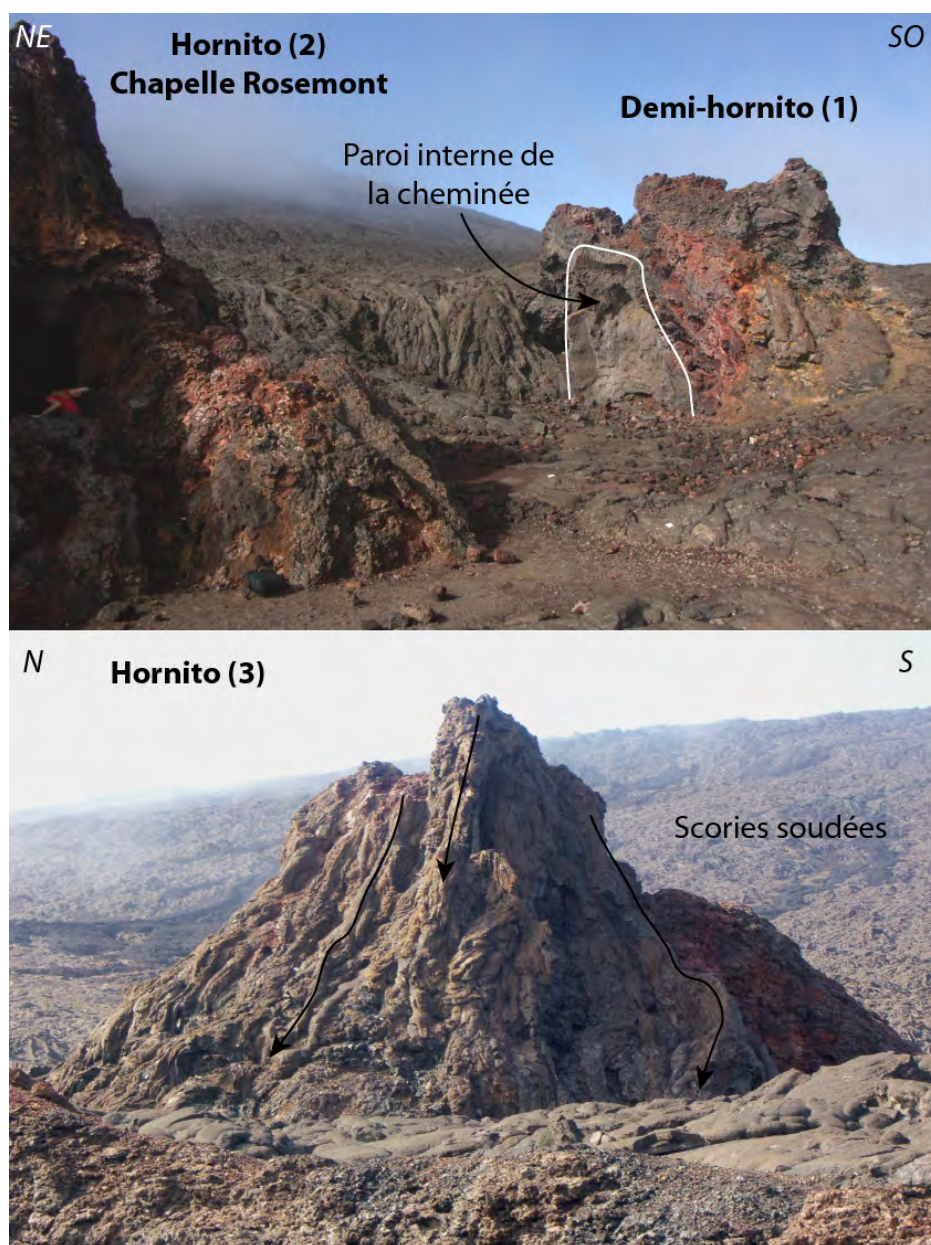 NE
Hornito (2)
Chapelle Rosemont
SO
Demi-hornito (1)
Paroi interne de
la cheminée
N
Hornito (3)
S
Scories soudées